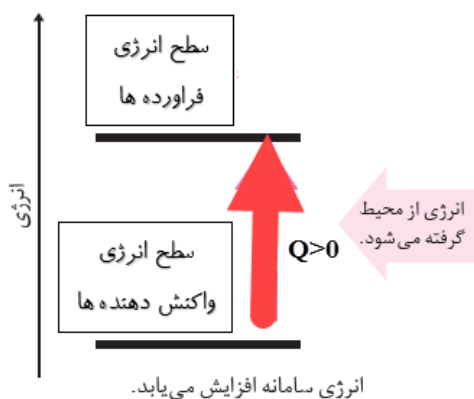 سطح انرژی
فراورده ها
انرژی
انرژی از محیط
گرفته می‌شود.
Q>0
سطح انرژی
واکنش دهنده ها
انرژی سامانه افزایش می‌یابد.